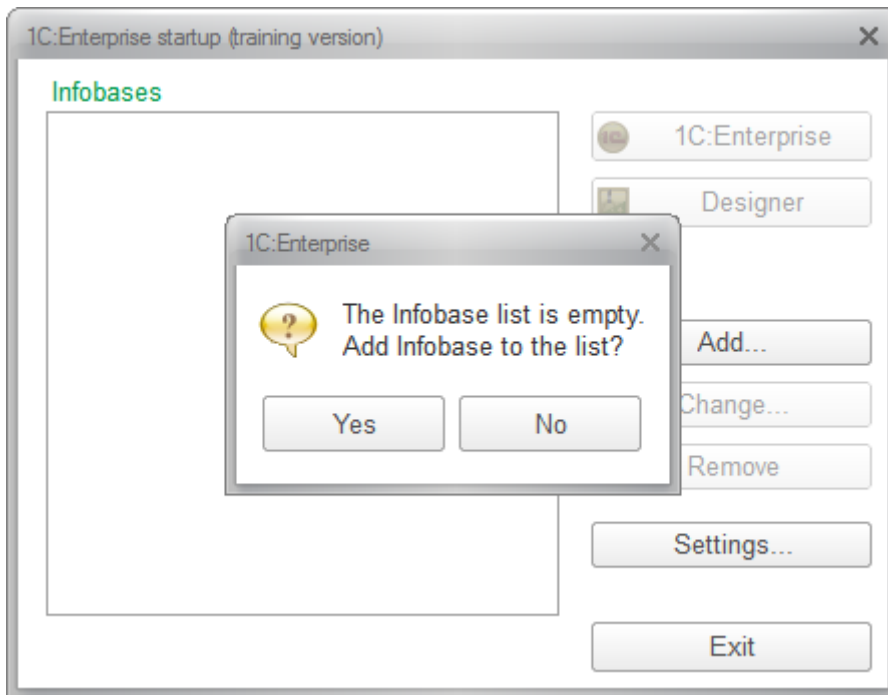 1C:Enterprise startup (training version)
Infobases
1C:Enterprise
Designer
1C:Enterprise
The Infobase list is empty.
Add Infobase to the list?
Yes
No
Add...
Change...
Remove
Settings...
Exit